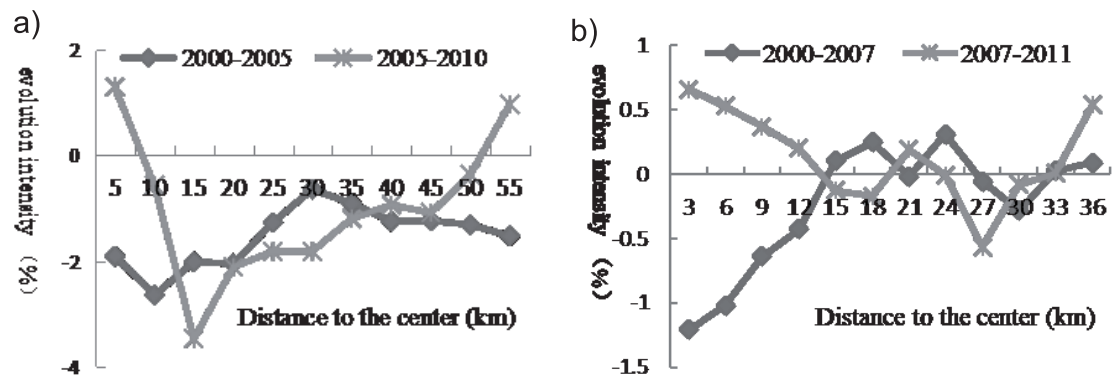 a)
2000-2005 2005-2010
evolution intensity (%)
2
0
-2
-4
5 10 15 20 25 30 35 40 45 50 55
Distance to the center (km)
b)
2000-2007 2007-2011
evolution intensity (%)
1
0.5
0
-0.5
-1
-1.5
3 6 9 12 15 18 21 24 27 30 33 36
Distance to the center (km)